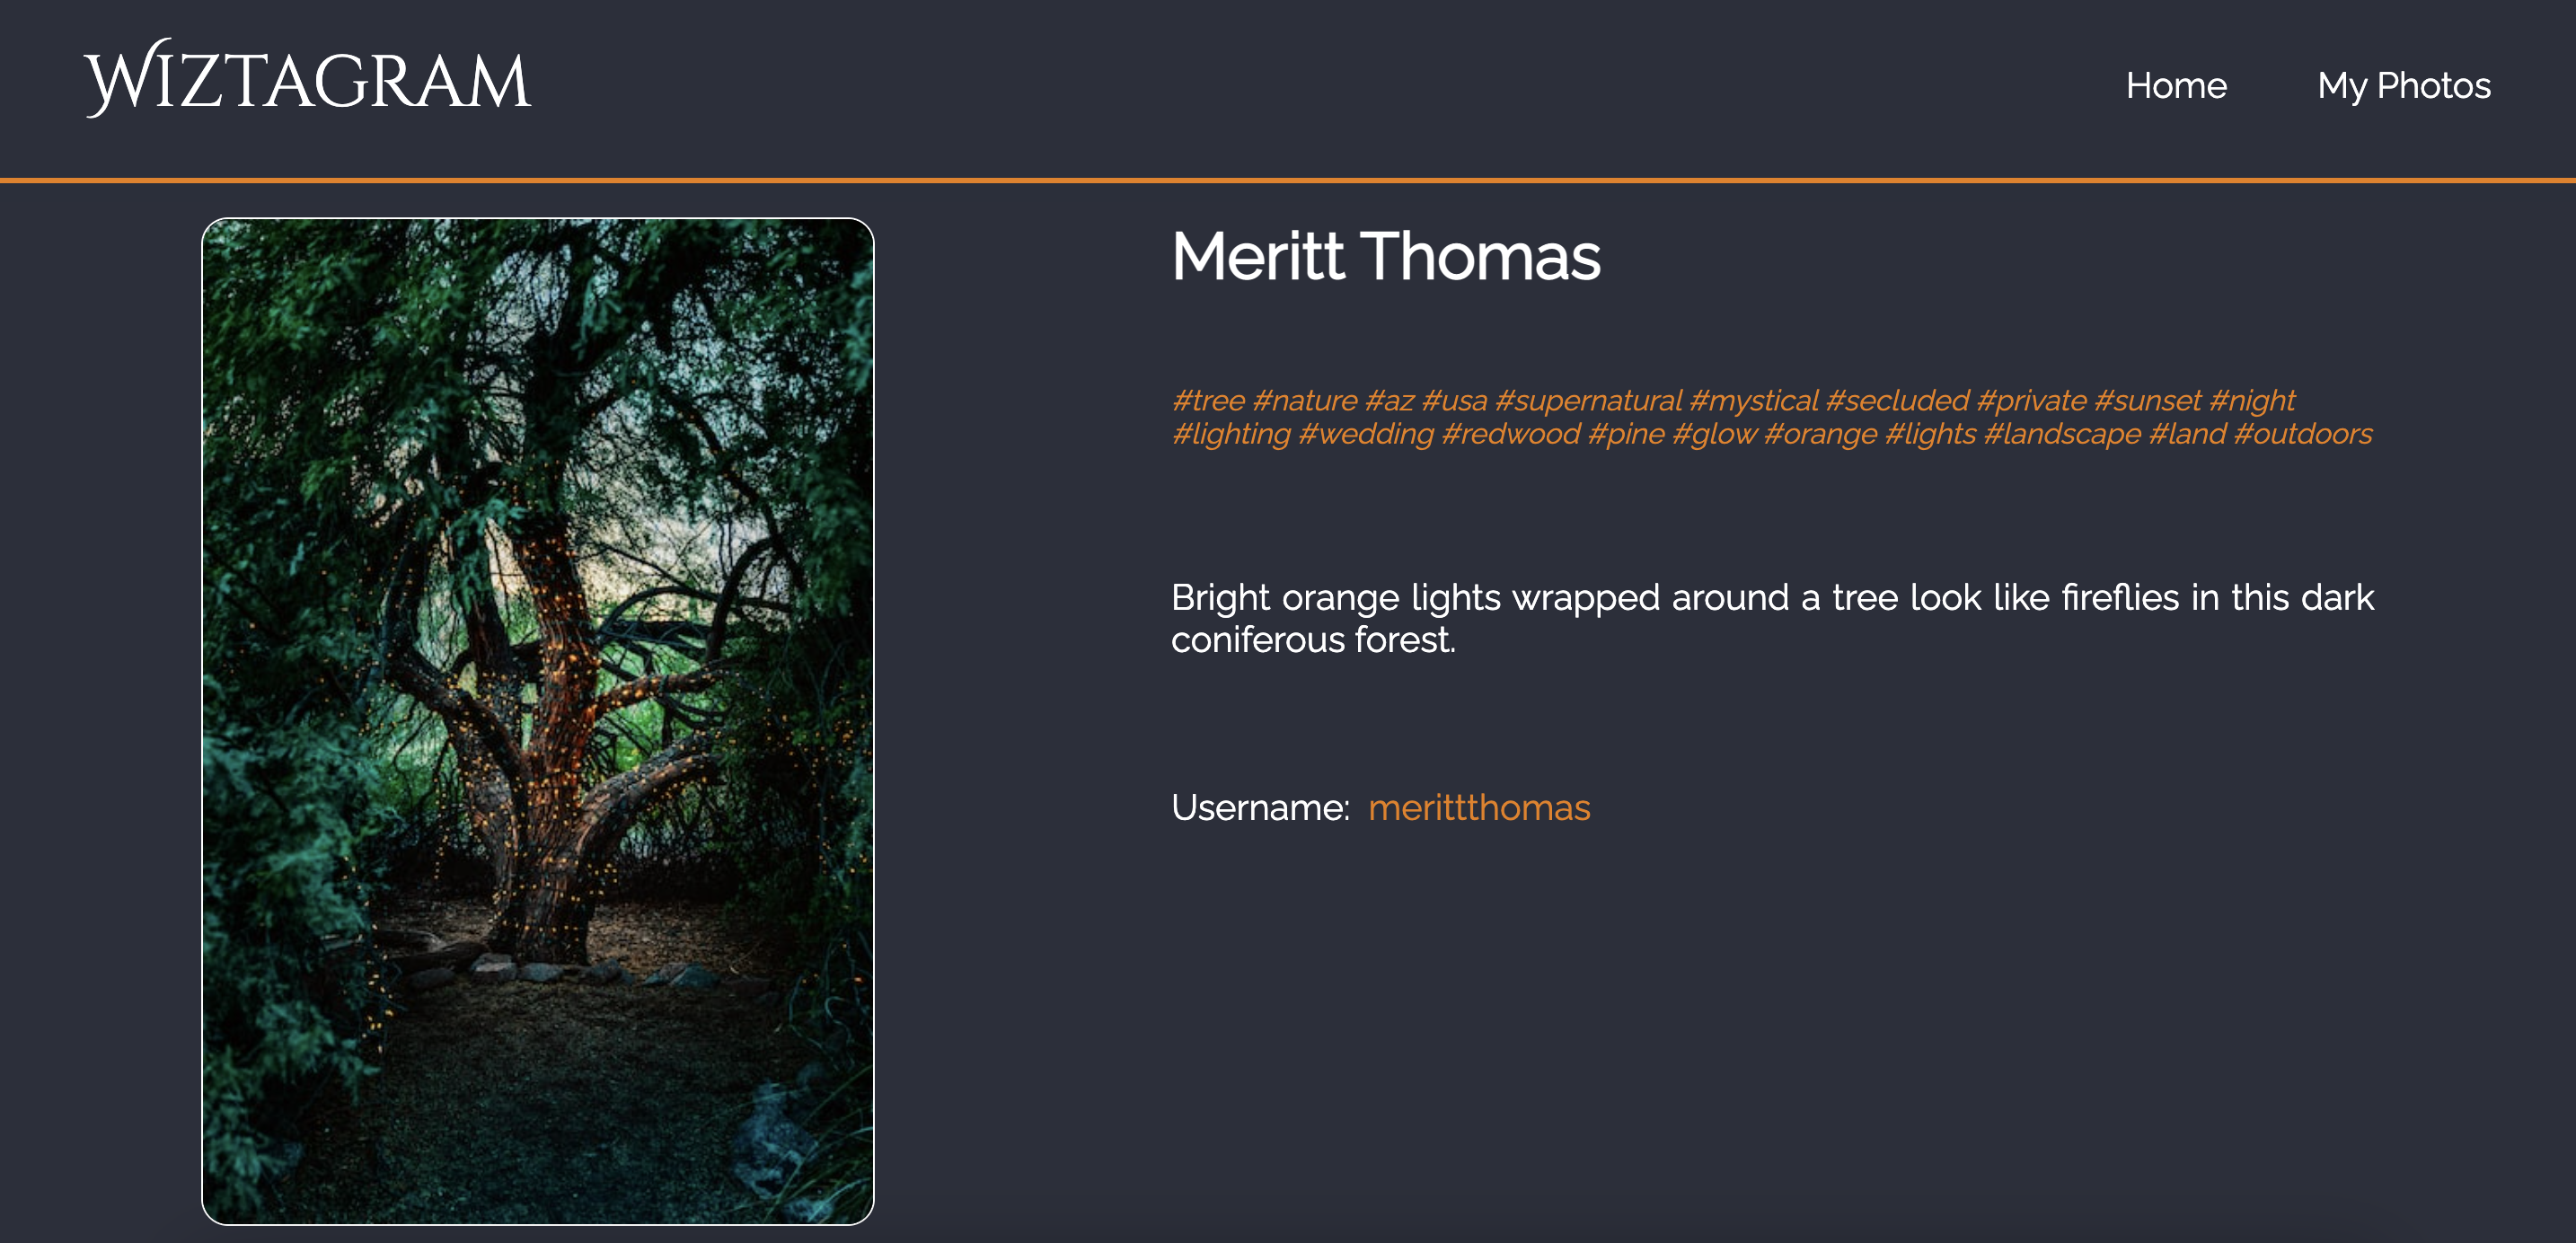 WIZTAGRAM
Home
My Photos
Meritt Thomas
#tree #nature #az #usa #supernatural #mystical #secluded #private #sunset #night
#lighting #wedding #redwood #pine #glow #orange #lights #landscape #land #outdoors
Bright orange lights wrapped around a tree look like fireflies in this dark
coniferous forest.
Username: merittthomas